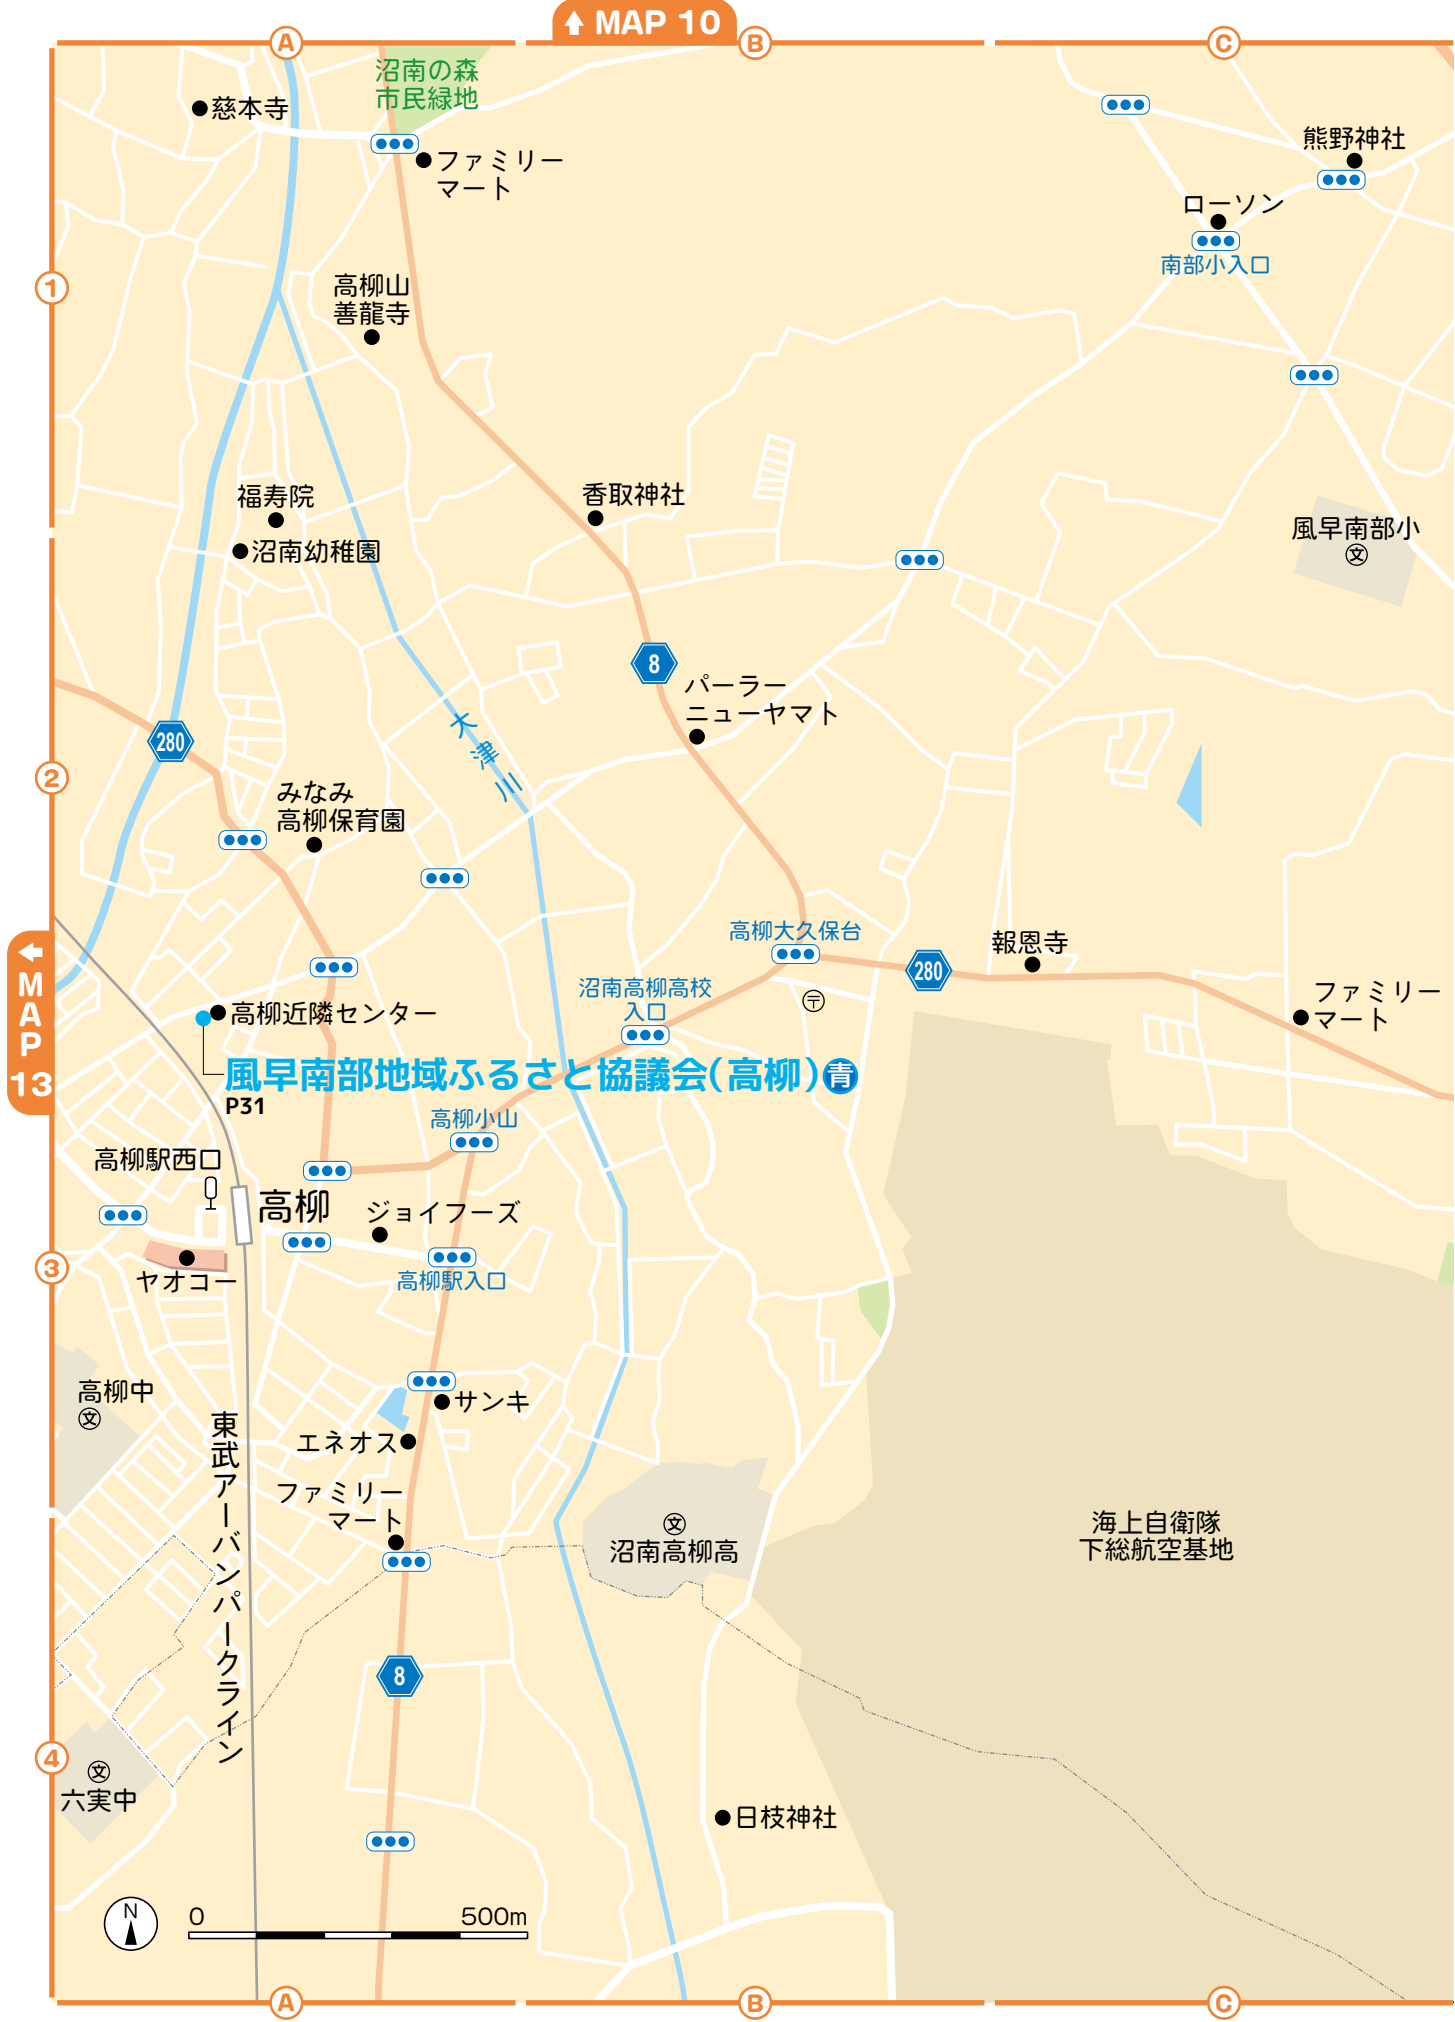 MAP 10
A
B
C
沼南の森
市民緑地
慈本寺
ファミリー
マート
熊野神社
ローソン
南部小入口
1
高柳山
善龍寺
福寿院
沼南幼稚園
香取神社
風早南部小
文
8
パーラー
ニューヤマト
大津川
280
2
みなみ
高柳保育園
高柳大久保台
報恩寺
280
沼南高柳高校
入口
〒
ファミリー
マート
MAP
13
高柳近隣センター
風早南部地域ふるさと協議会(高柳)青
P31
高柳小山
高柳駅西口
高柳
ジョイフーズ
3
ヤオコー
高柳駅入口
高柳中
文
サンキ
東武アーバンパークライン
エネオス
ファミリー
マート
文
沼南高柳高
海上自衛隊
下総航空基地
8
4
文
六実中
日枝神社
N
0
500m
A
B
C